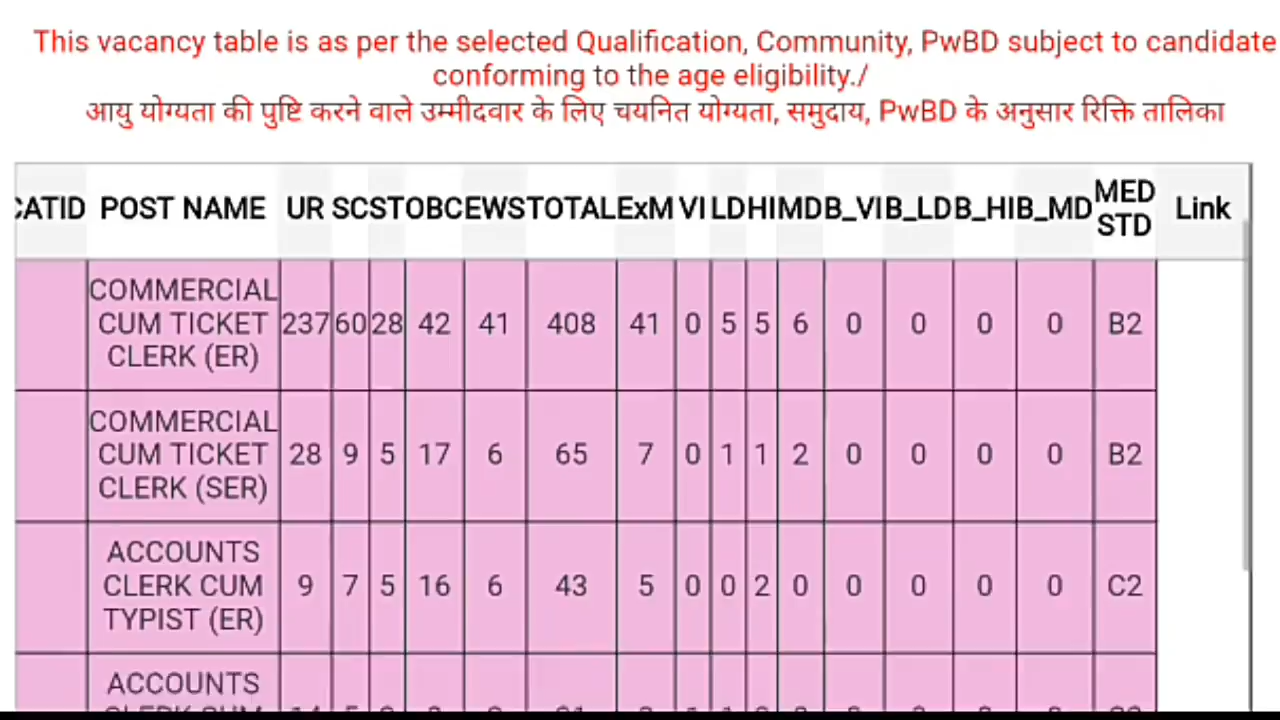 This vacancy table is as per the selected Qualification, Community, PwBD subject to candidate
conforming to the age eligibility./
आयु योग्यता की पुष्टि करने वाले उम्मीदवार के लिए चयनित योग्यता, समुदाय, PwBD के अनुसार रिक्ति तालिका
CATID POST NAME UR SC ST OBC EWS TOTAL ExM VI LD HI MD B_VI B_LD B_HI B_MD MED STD Link
COMMERCIAL
CUM TICKET 237 60 28 42 41 408 41 0 5 5 6 0 0 0 0 B2
CLERK (ER)
COMMERCIAL
CUM TICKET 28 9 5 17 6 65 7 0 1 1 2 0 0 0 0 B2
CLERK (SER)
ACCOUNTS
CLERK CUM 9 7 5 16 6 43 5 0 0 2 0 0 0 0 0 C2
TYPIST (ER)
ACCOUNTS
CLERK CUM